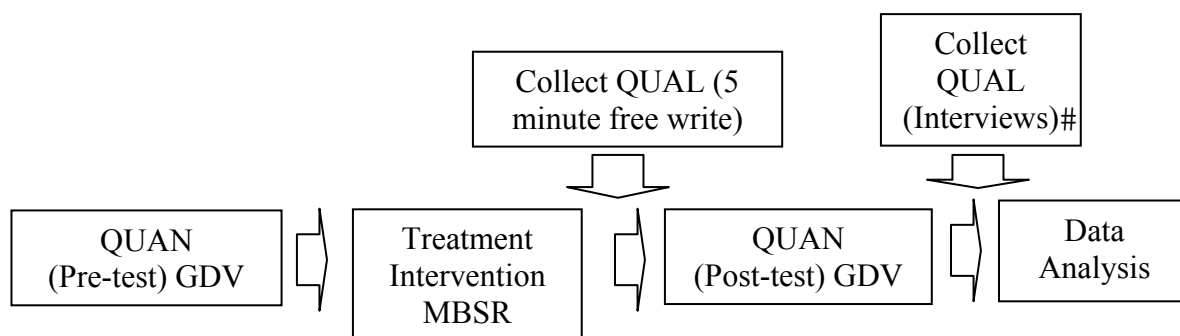 Collect QUAL (5
minute free write)
Collect
QUAL
(Interviews)#
QUAN
(Pre-test) GDV
Treatment
Intervention
MBSR
QUAN
(Post-test) GDV
Data
Analysis